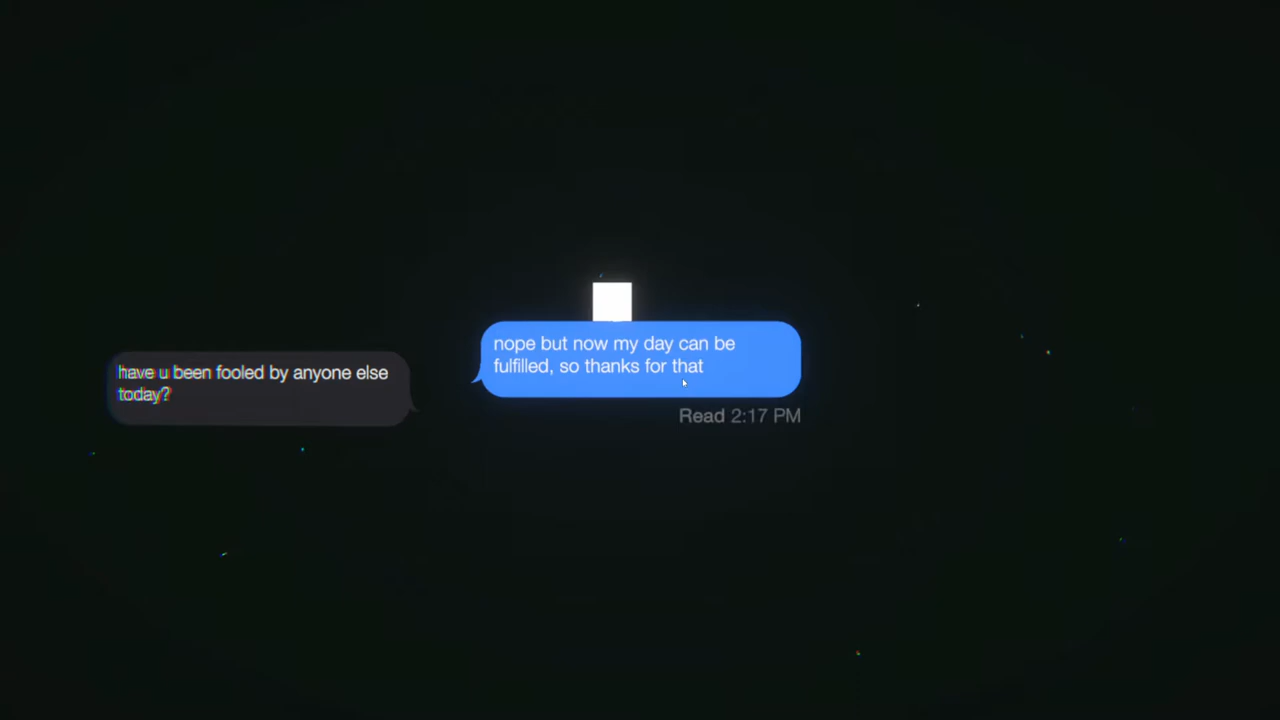 have u been fooled by anyone else
today?
nope but now my day can be
fulfilled, so thanks for that
Read 2:17 PM